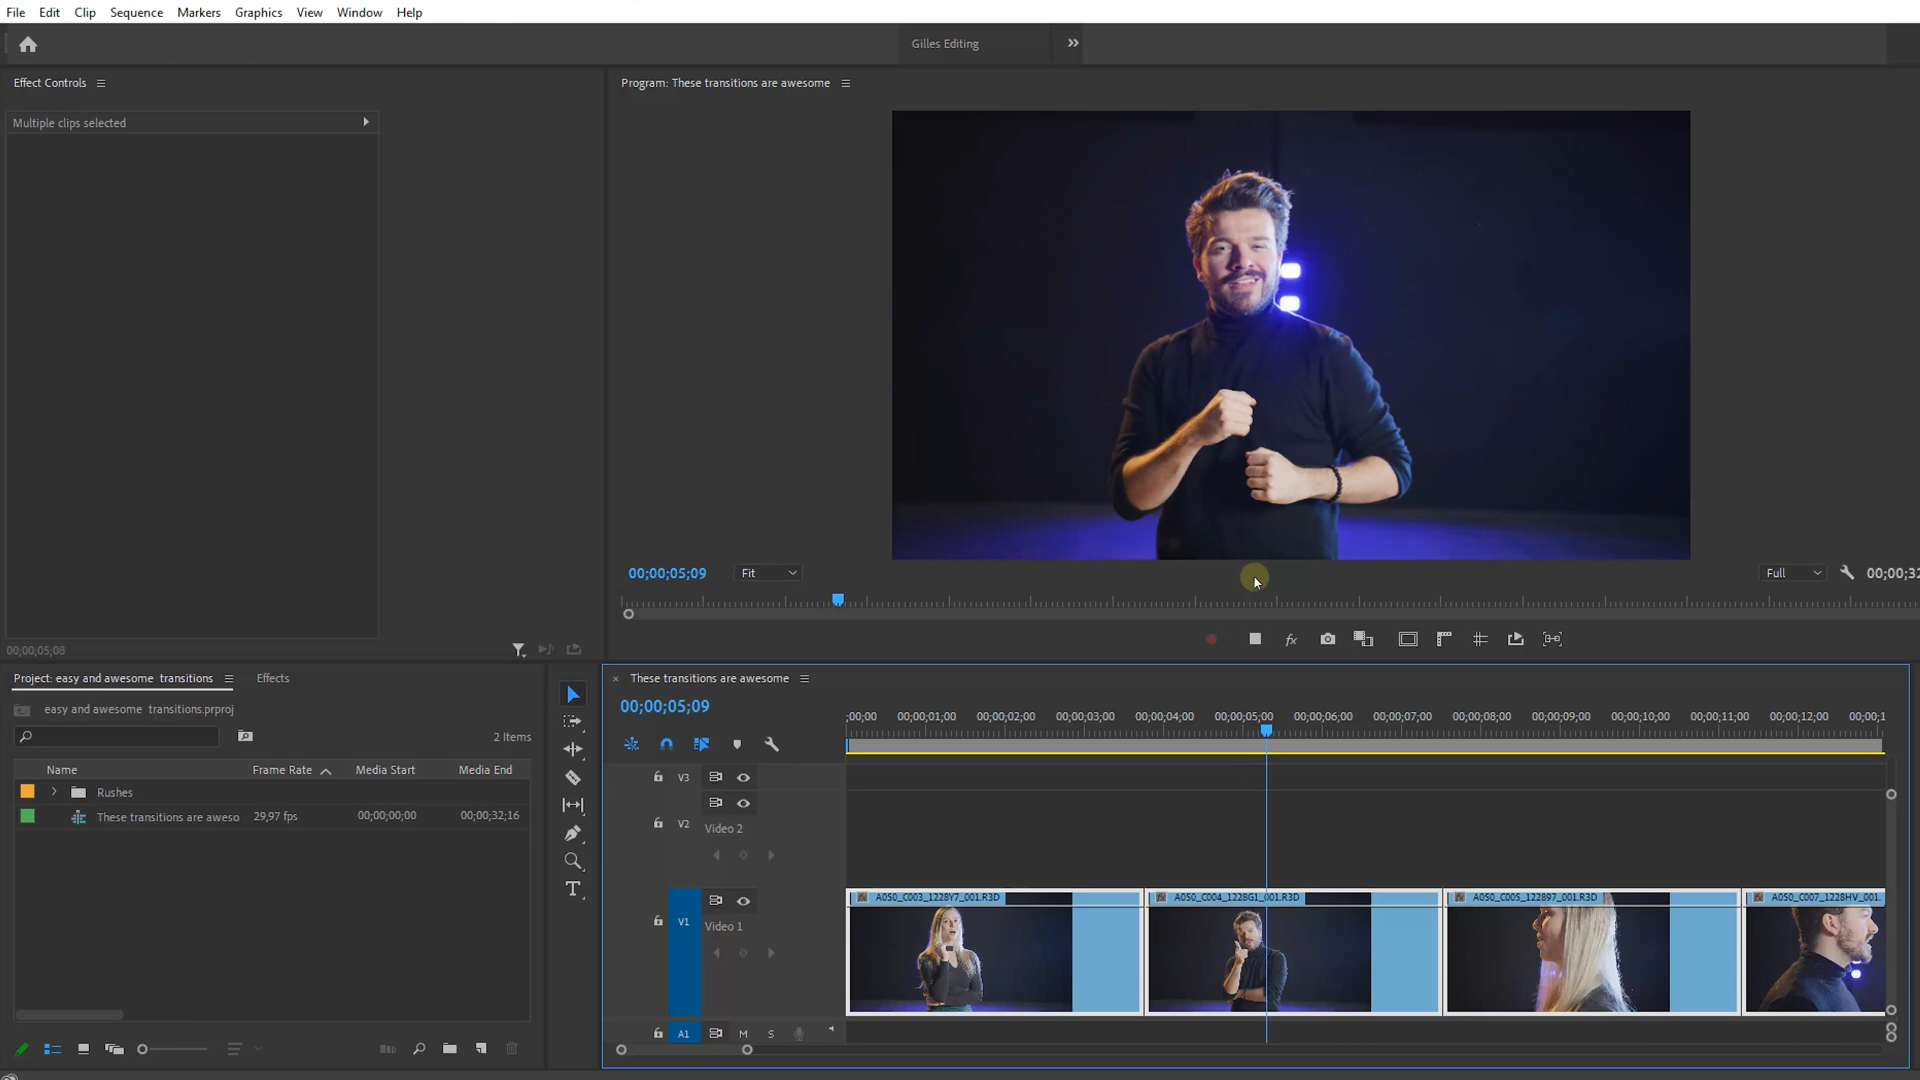 File Edit Clip Sequence Markers Graphics View Window Help
Gilles Editing
Effect Controls
Program: These transitions are awesome
Multiple clips selected
00;00;05;09 Fit Full 00;00;32
00;00;05;08
Project: easy and awesome transitions Effects
These transitions are awesome
easy and awesome transitions.prproj
00;00;05;09
;00;00 00;00;01;00 00;00;02;00 00;00;03;00 00;00;04;00 00;00;05;00 00;00;06;00 00;00;07;00 00;00;08;00 00;00;09;00 00;00;10;00 00;00;11;00 00;00;12;00 00;00;1
2 Items
Name Frame Rate Media Start Media End
Rushes
These transitions are aweso 29,97 fps 00;00;00;00 00;00;32;16
V3
V2
Video 2
A050_C003_1228Y7_001.R3D A050_C004_1228G1_001.R3D A050_C005_122897_001.R3D A050_C007_1228HV_001.
V1
Video 1
A1 M S